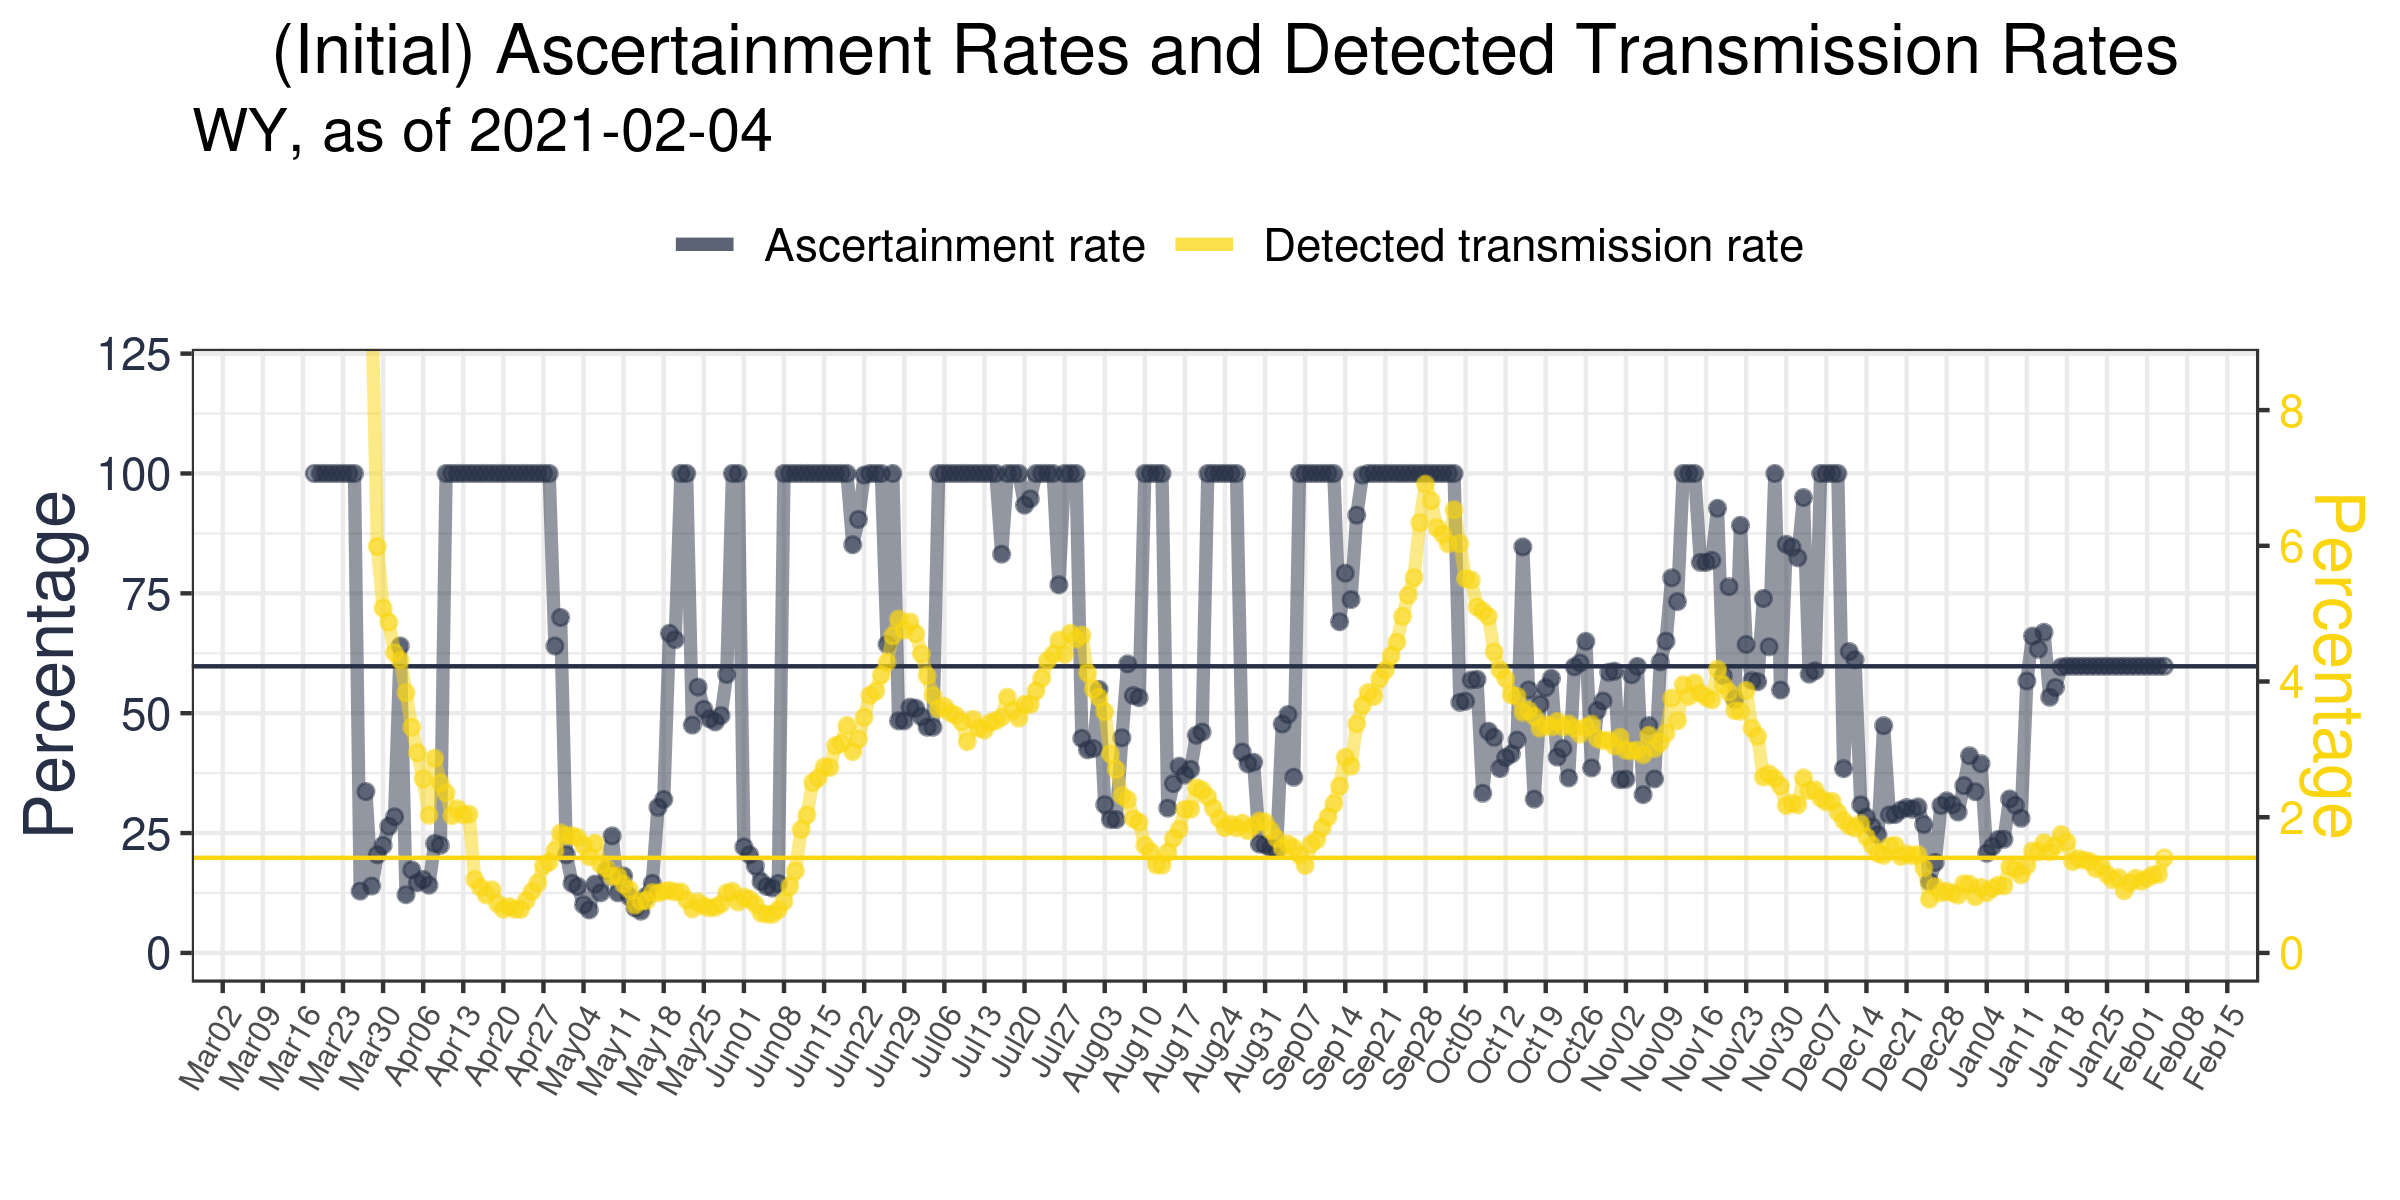 (Initial) Ascertainment Rates and Detected Transmission Rates
WY, as of 2021-02-04
Ascertainment rate
Detected transmission rate
125
100
75
50
25
0
Percentage
8
6
4
2
0
Percentage
Mar02
Mar09
Mar16
Mar23
Mar30
Apr06
Apr13
Apr20
Apr27
May04
May11
May18
May25
Jun01
Jun08
Jun15
Jun22
Jun29
Jul06
Jul13
Jul20
Jul27
Aug03
Aug10
Aug17
Aug24
Aug31
Sep07
Sep14
Sep21
Sep28
Oct05
Oct12
Oct19
Oct26
Nov02
Nov09
Nov16
Nov23
Nov30
Dec07
Dec14
Dec21
Dec28
Jan04
Jan11
Jan18
Jan25
Feb01
Feb08
Feb15